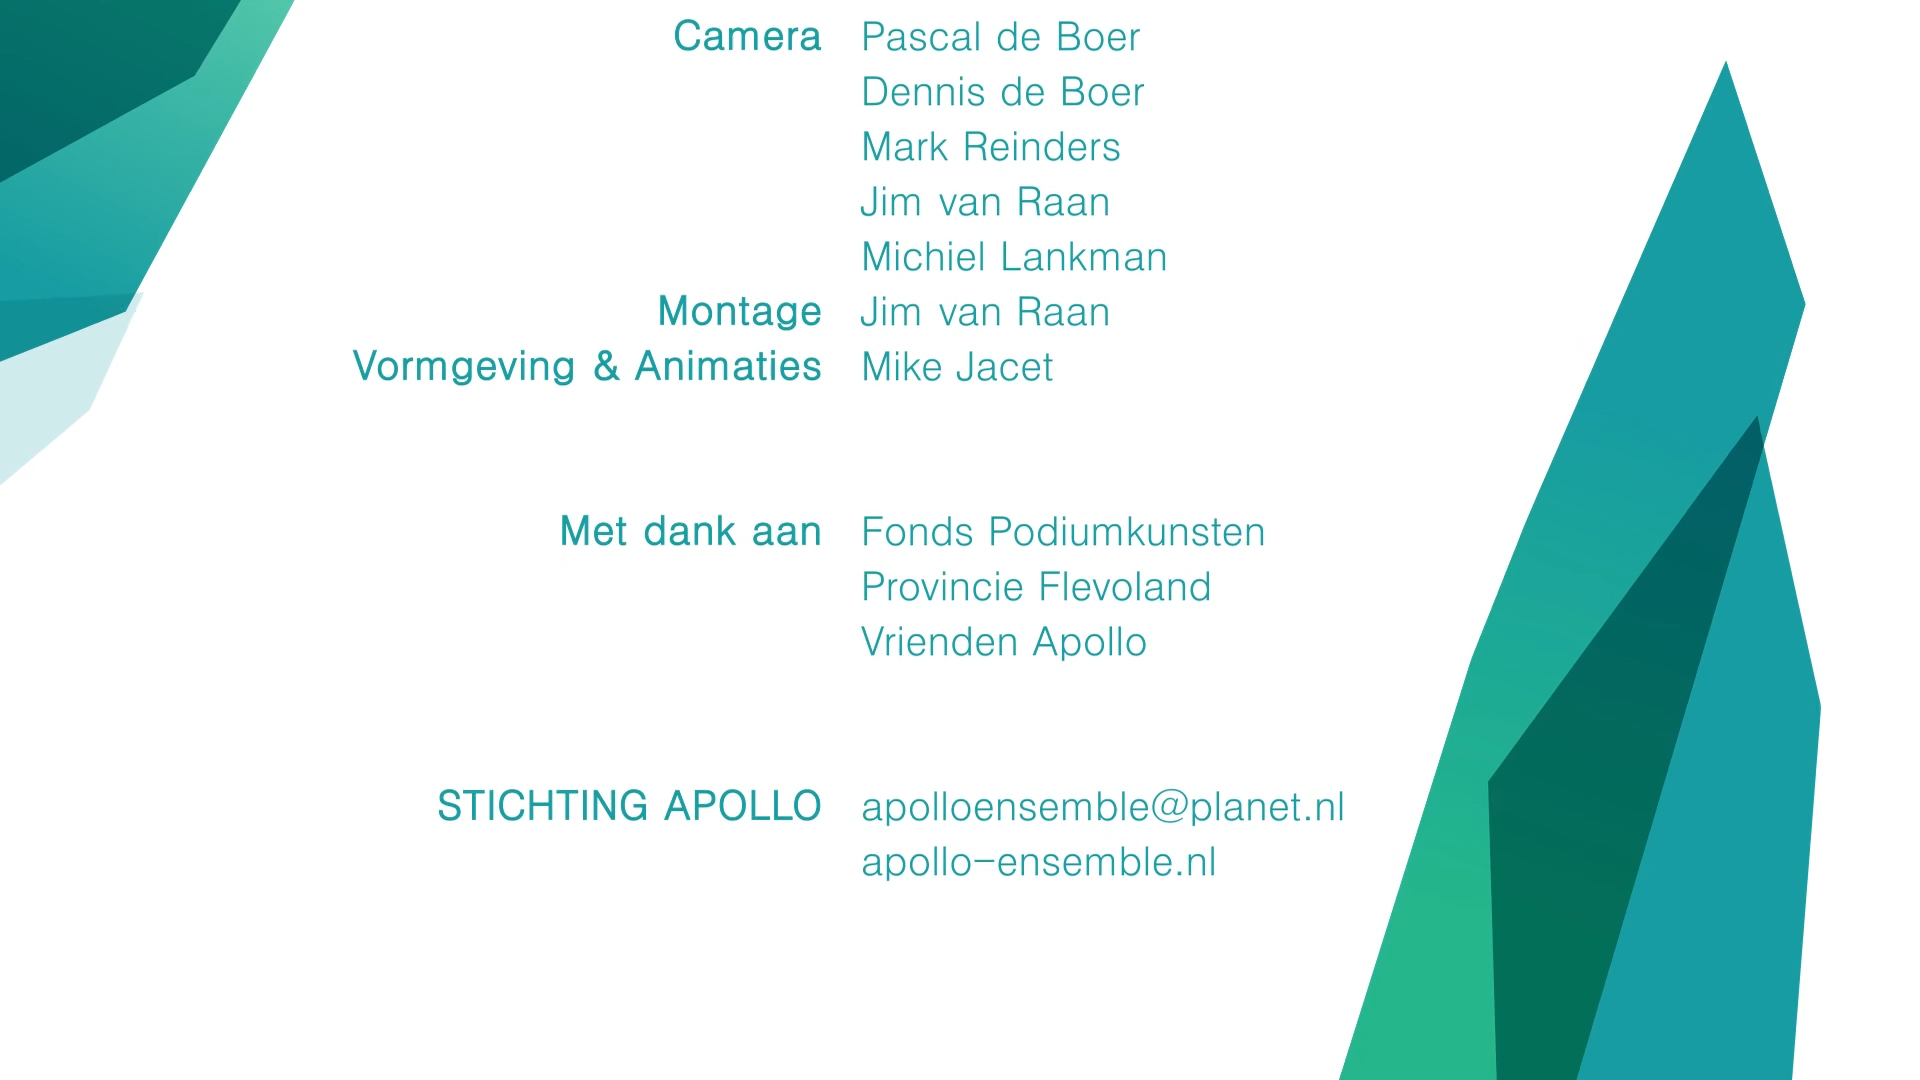 Camera Pascal de Boer
Dennis de Boer
Mark Reinders
Jim van Raan
Michiel Lankman
Montage Jim van Raan
Vormgeving & Animaties Mike Jacet
Met dank aan Fonds Podiumkunsten
Provincie Flevoland
Vrienden Apollo
STICHTING APOLLO apolloensemble@planet.nl
apollo-ensemble.nl